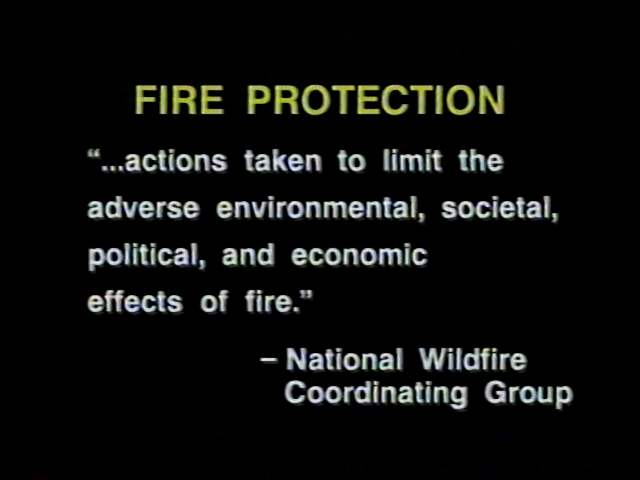 FIRE PROTECTION
“...actions taken to limit the
adverse environmental, societal,
political, and economic
effects of fire.”
– National Wildfire
Coordinating Group